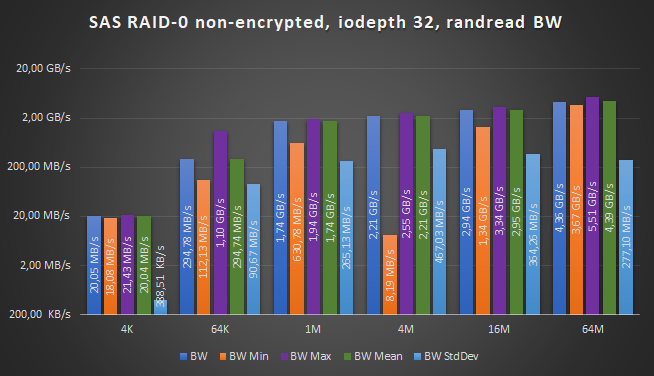 SAS RAID-0 non-encrypted, iodepth 32, randread BW
20,00 GB/s
2,00 GB/s
200,00 MB/s
20,00 MB/s
2,00 MB/s
200,00 KB/s
20,05 MB/s
18,08 MB/s
21,43 MB/s
20,04 MB/s
388,51 KB/s
294,78 MB/s
112,13 MB/s
1,10 GB/s
294,74 MB/s
90,67 MB/s
1,74 GB/s
630,78 MB/s
1,94 GB/s
1,74 GB/s
265,13 MB/s
2,21 GB/s
8,19 MB/s
2,55 GB/s
2,21 GB/s
467,03 MB/s
2,94 GB/s
1,34 GB/s
3,34 GB/s
2,95 GB/s
364,26 MB/s
4,36 GB/s
3,67 GB/s
5,51 GB/s
4,39 GB/s
277,10 MB/s
4K 64K 1M 4M 16M 64M
BW BW Min BW Max BW Mean BW StdDev